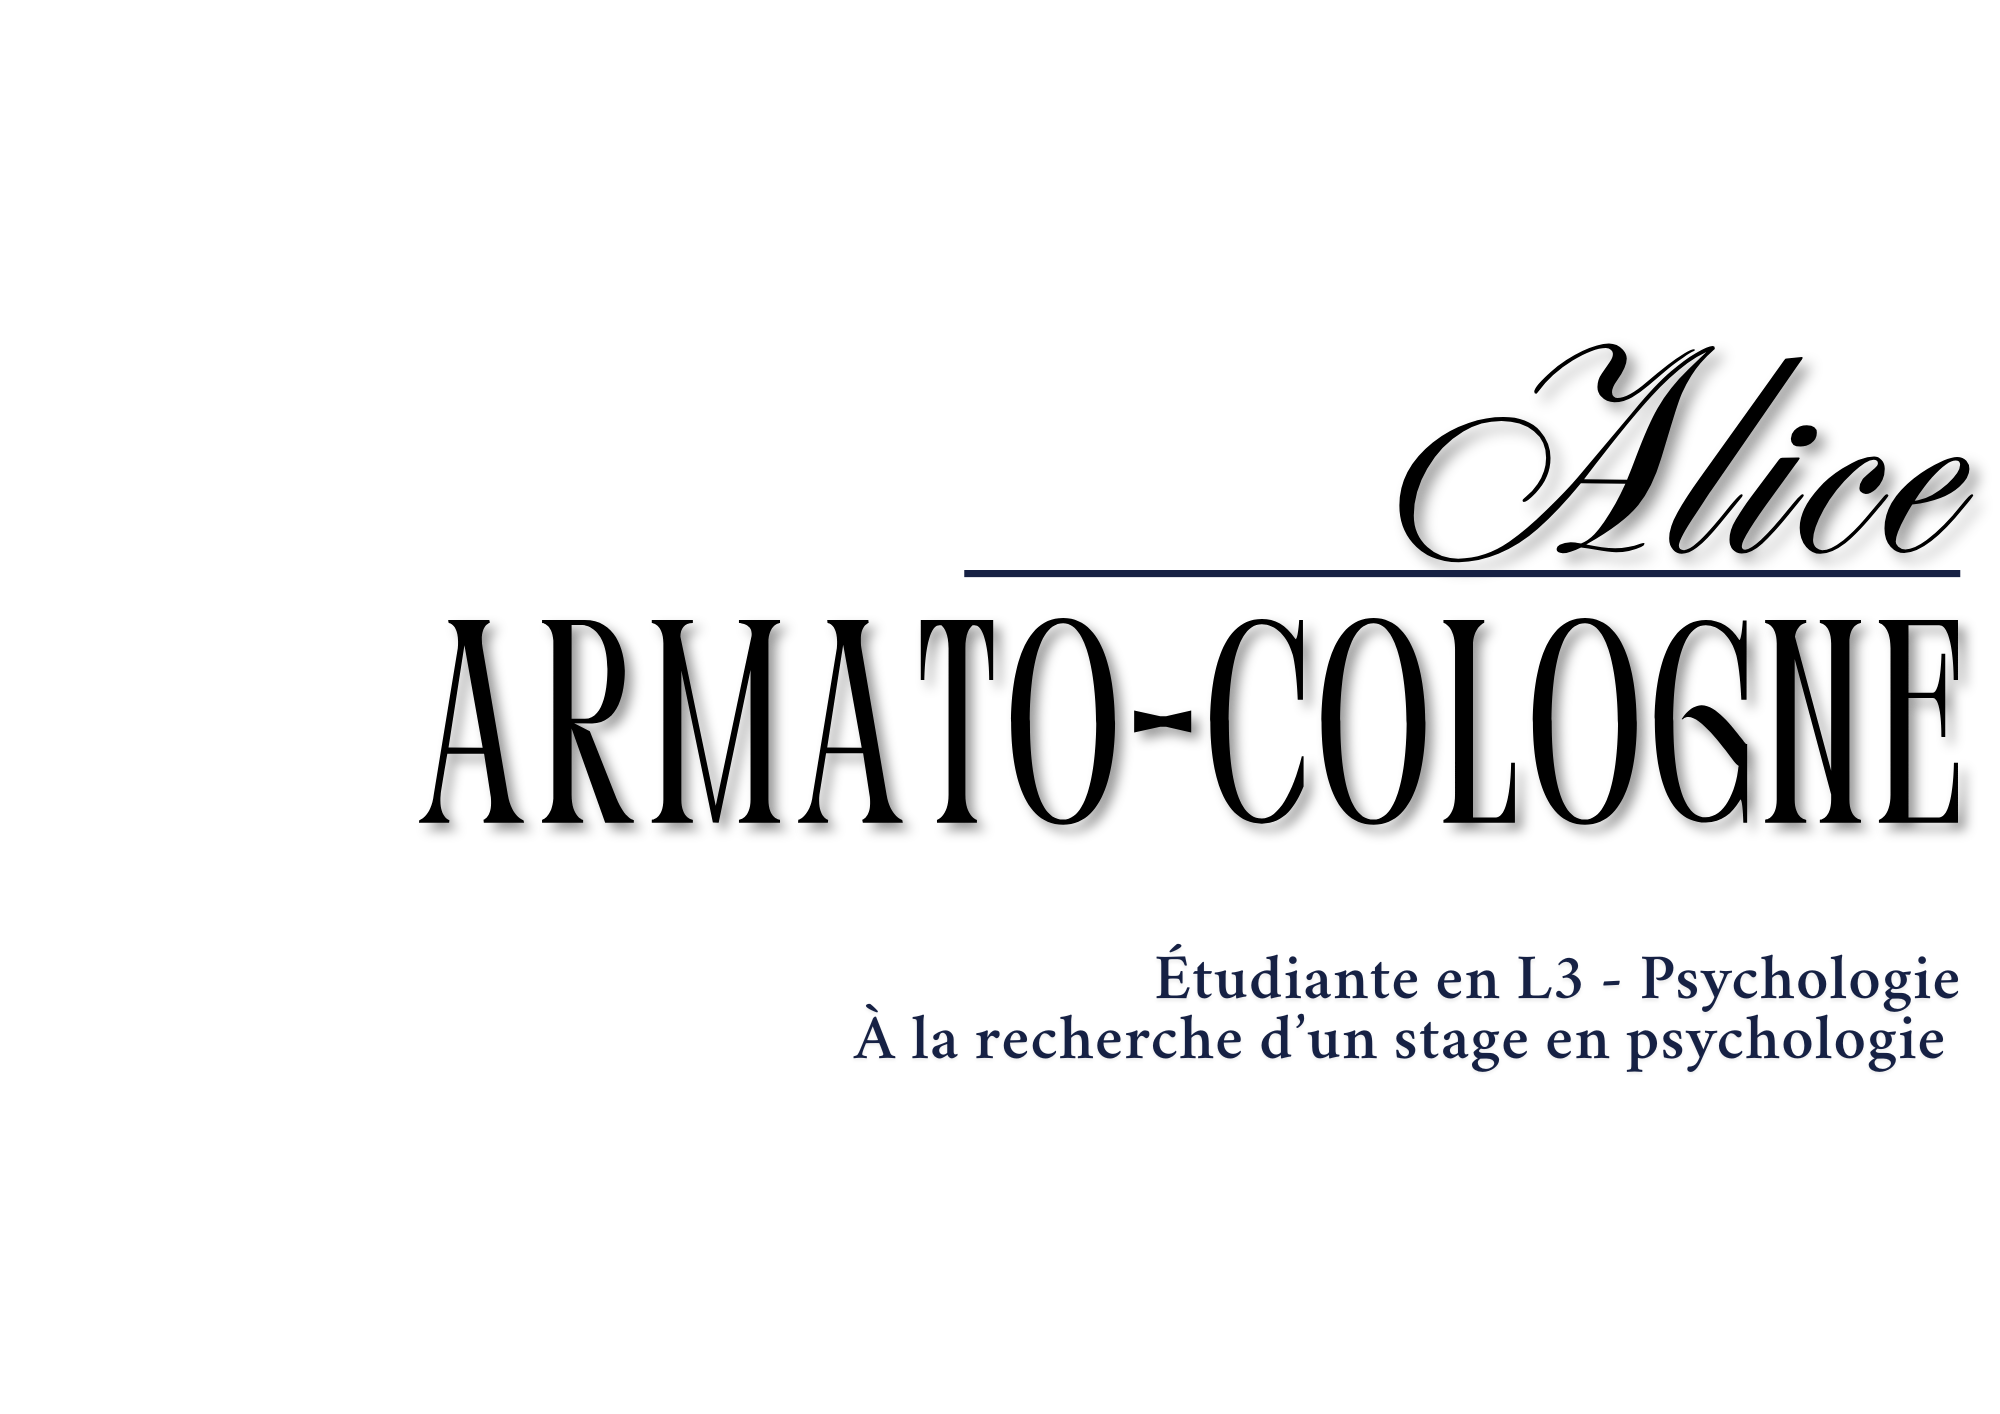 Alice
ARMATO-COLOGNE
Étudiante en L3 - Psychologie
À la recherche d’un stage en psychologie